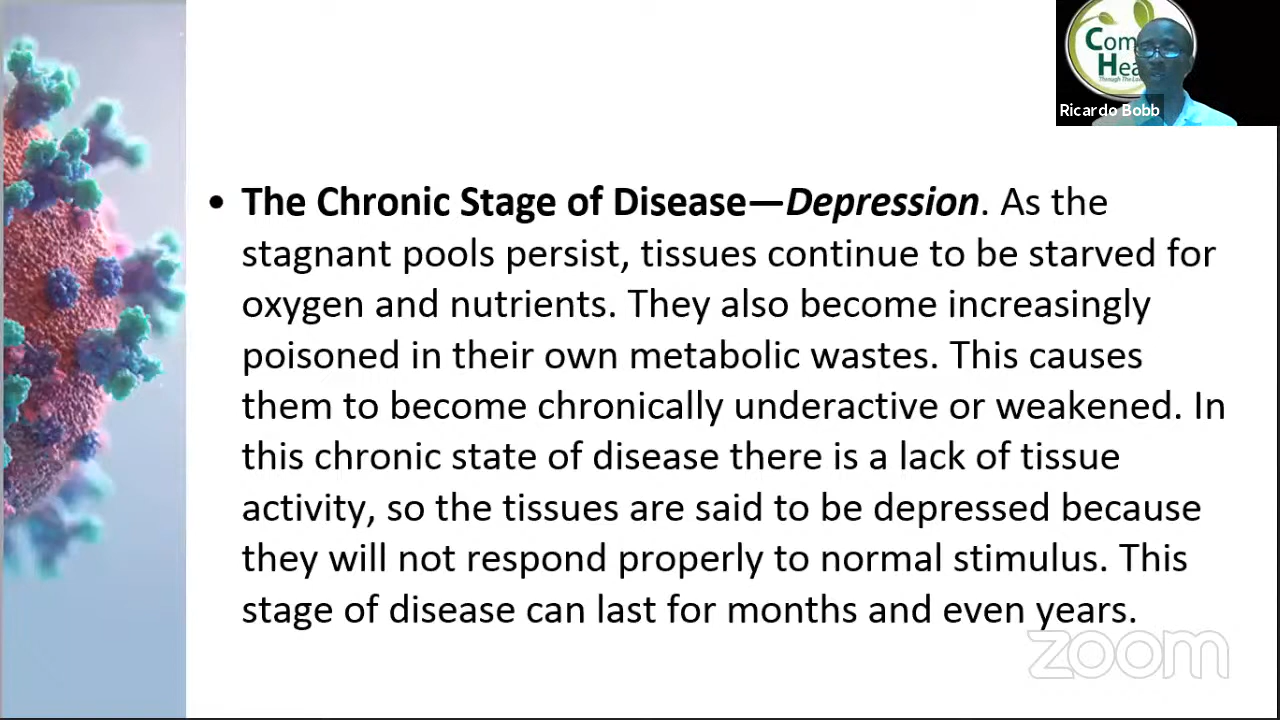 Com
Hea
Through The
Ricardo Bobb
• The Chronic Stage of Disease—Depression. As the
stagnant pools persist, tissues continue to be starved for
oxygen and nutrients. They also become increasingly
poisoned in their own metabolic wastes. This causes
them to become chronically underactive or weakened. In
this chronic state of disease there is a lack of tissue
activity, so the tissues are said to be depressed because
they will not respond properly to normal stimulus. This
stage of disease can last for months and even years.
zoom